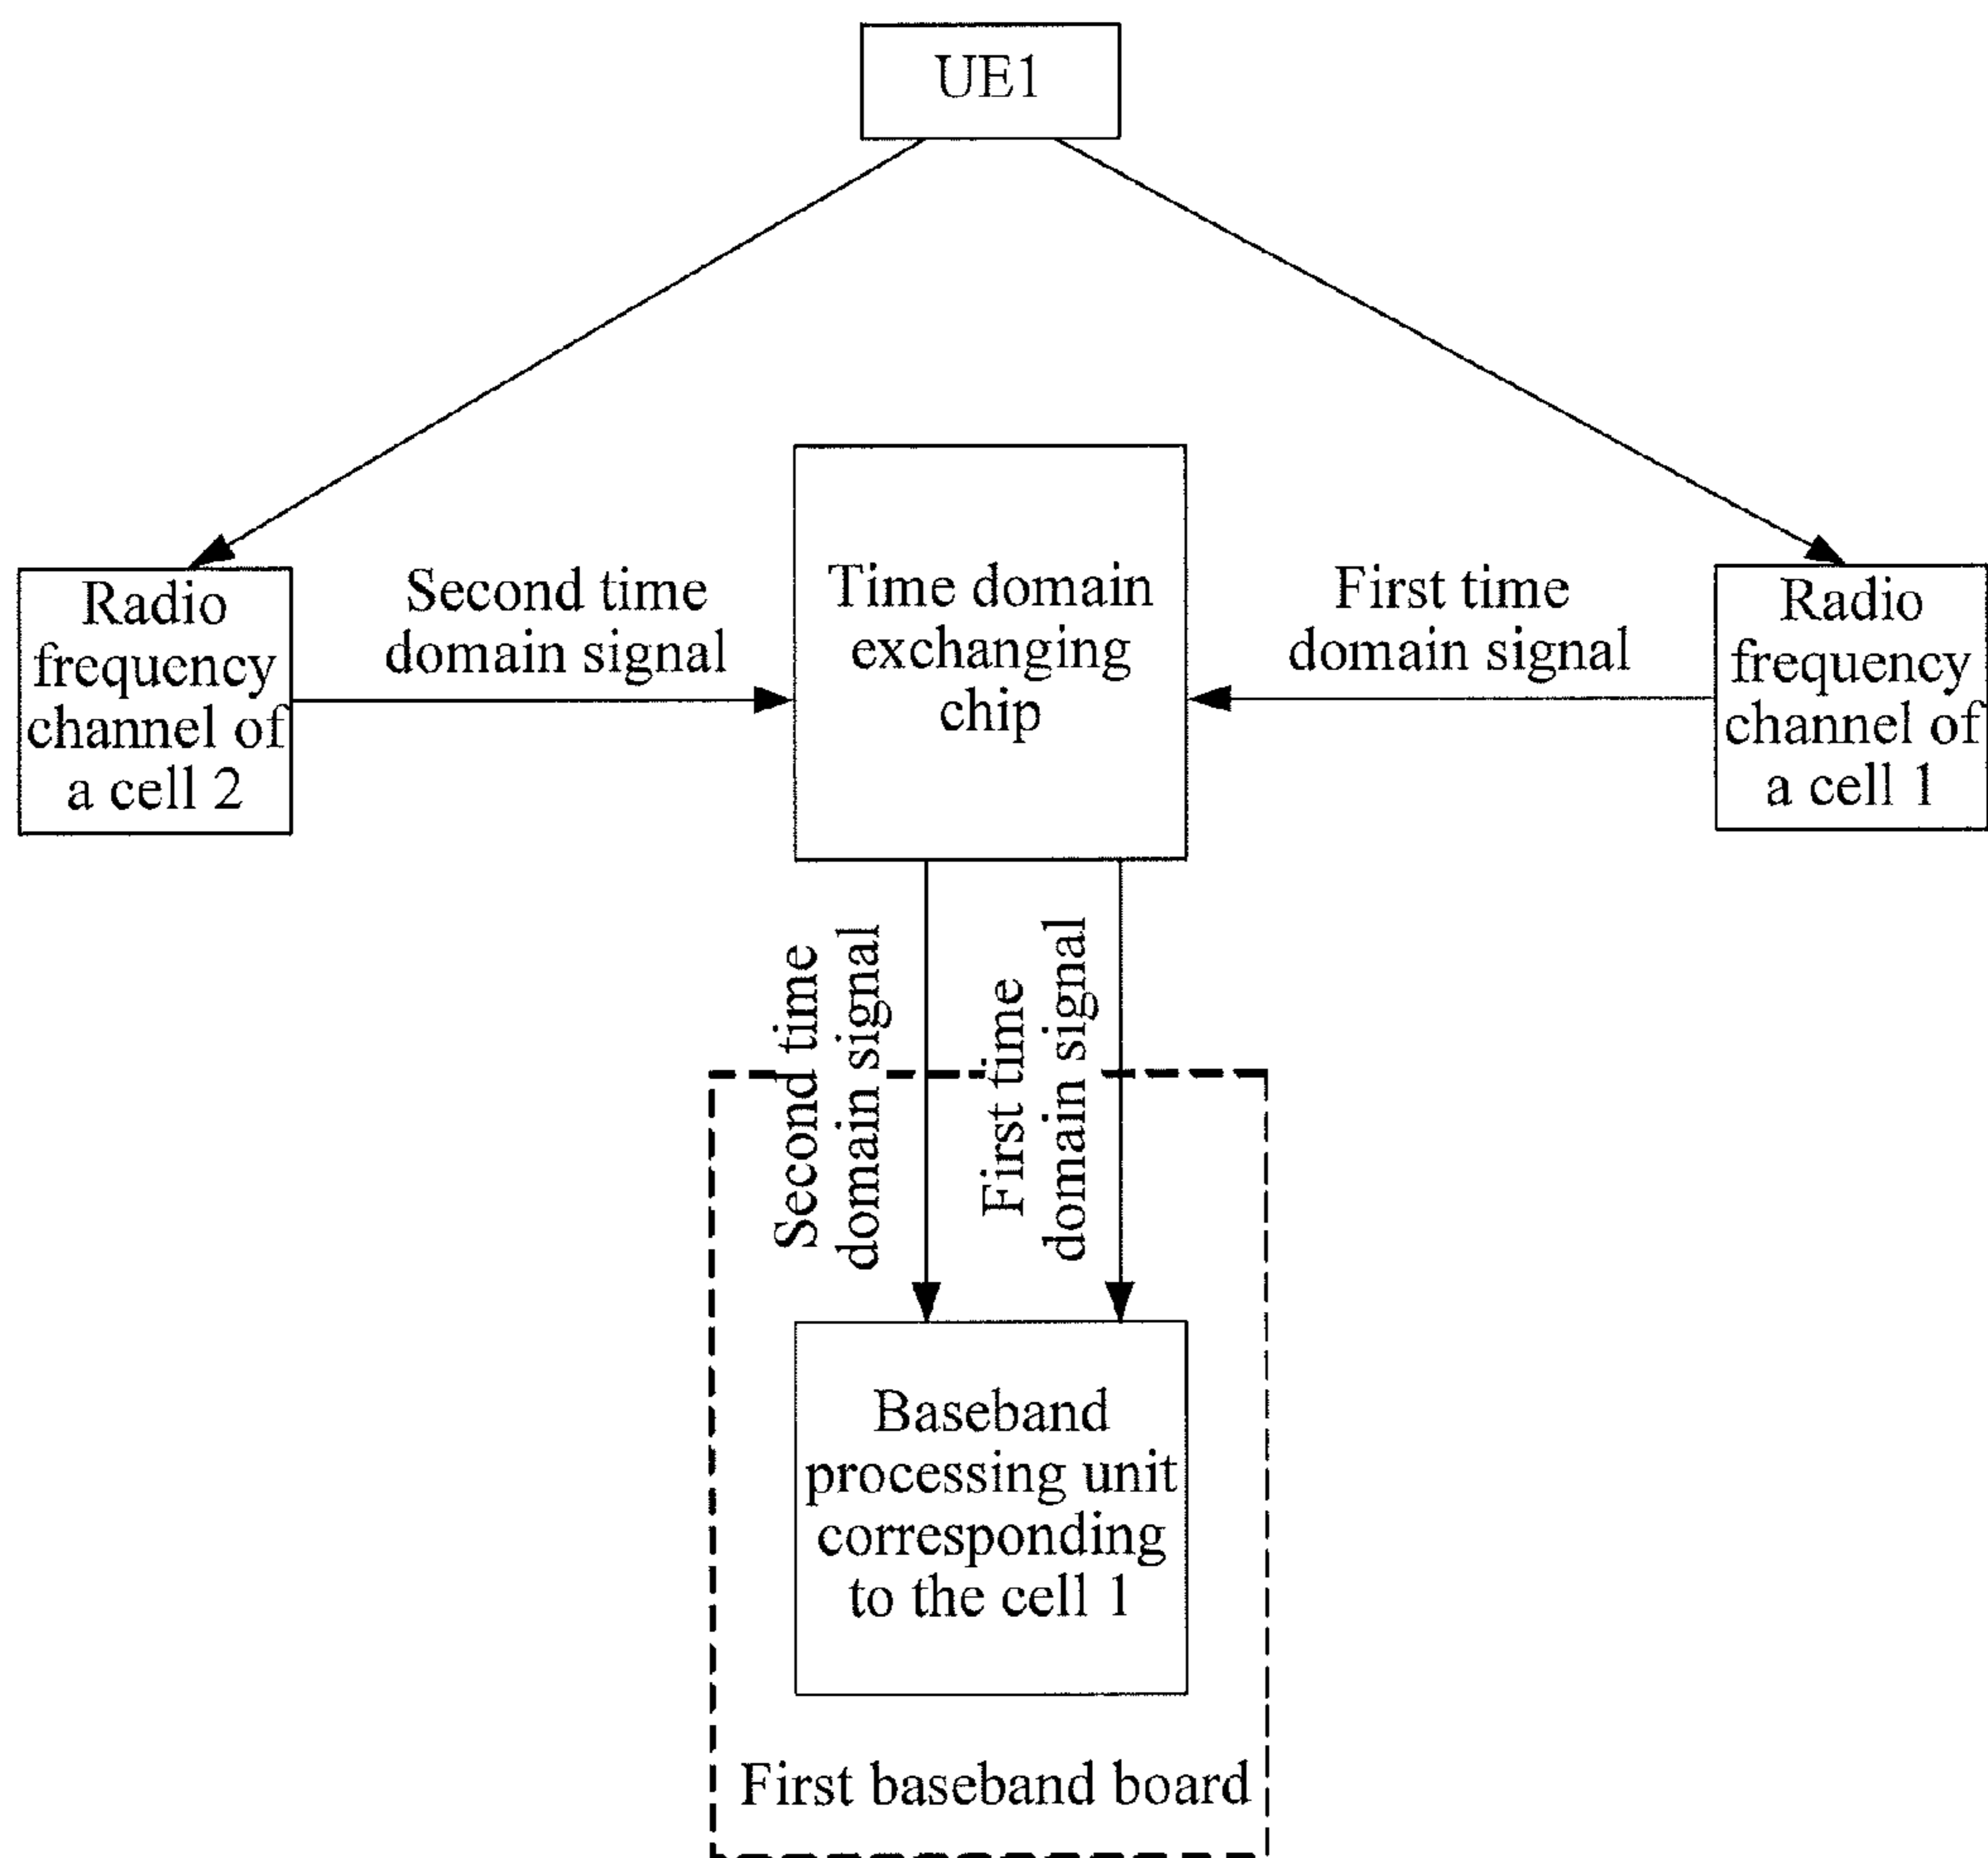 UE1
Radio
frequency
channel of
a cell 2
Second time
domain signal
Time domain
exchanging
chip
First time
domain signal
Radio
frequency
channel of
a cell 1
Second time
domain signal
First time
domain signal
Baseband
processing unit
corresponding
to the cell 1
First baseband board